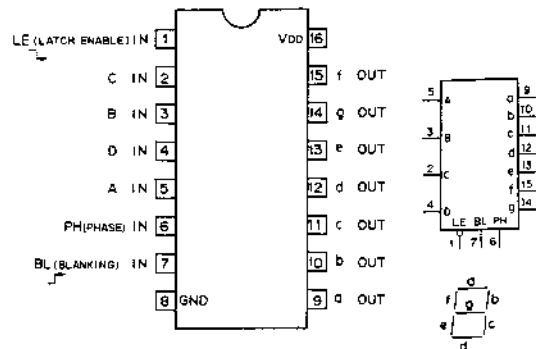 LE (LATCH ENABLE) IN 1
C IN 2
B IN 3
D IN 4
A IN 5
PH(PHASE) IN 6
BL (BLANKING) IN 7
8 GND
VDD 16
15 f OUT
14 g OUT
13 e OUT
12 d OUT
11 c OUT
10 b OUT
9 a OUT
5 A
3 B
2 C
4 D
a 9
b 10
c 11
d 12
e 13
f 15
g 14
LE BL PH
1 7 6
a
f g b
e c
d